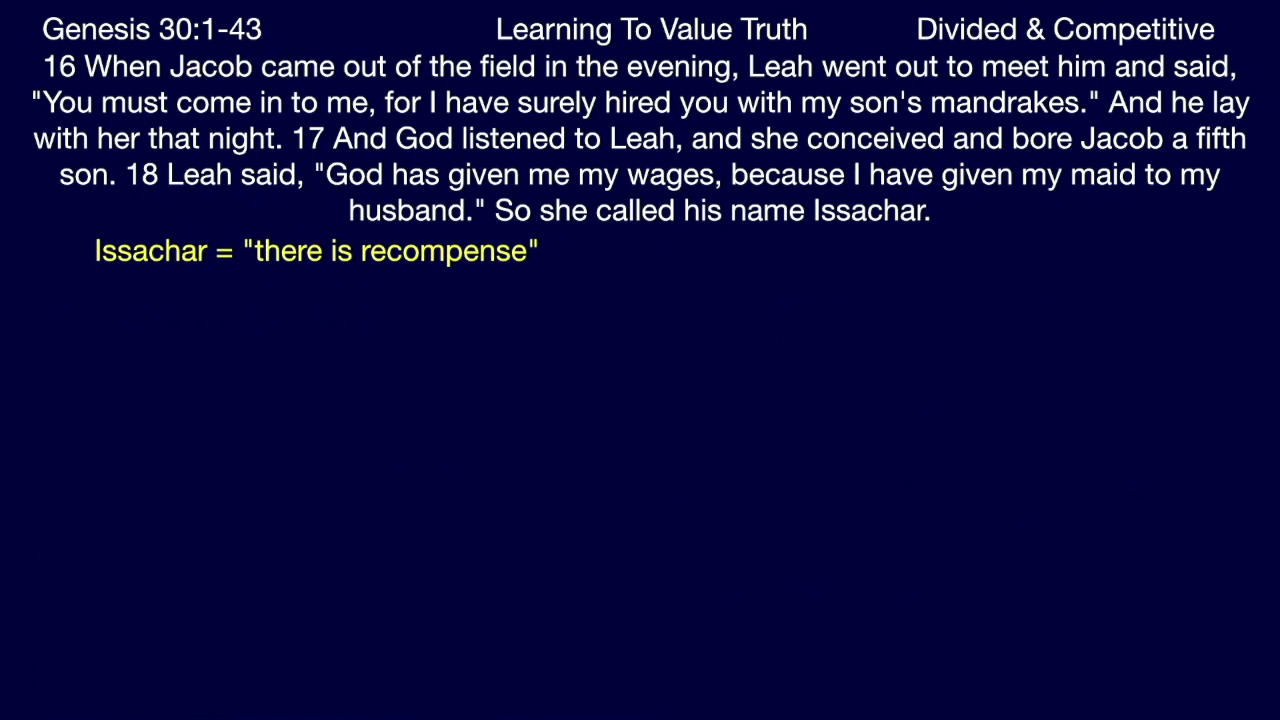 Genesis 30:1-43 Learning To Value Truth Divided & Competitive
16 When Jacob came out of the field in the evening, Leah went out to meet him and said,
"You must come in to me, for I have surely hired you with my son's mandrakes." And he lay
with her that night. 17 And God listened to Leah, and she conceived and bore Jacob a fifth
son. 18 Leah said, "God has given me my wages, because I have given my maid to my
husband." So she called his name Issachar.
Issachar = "there is recompense"